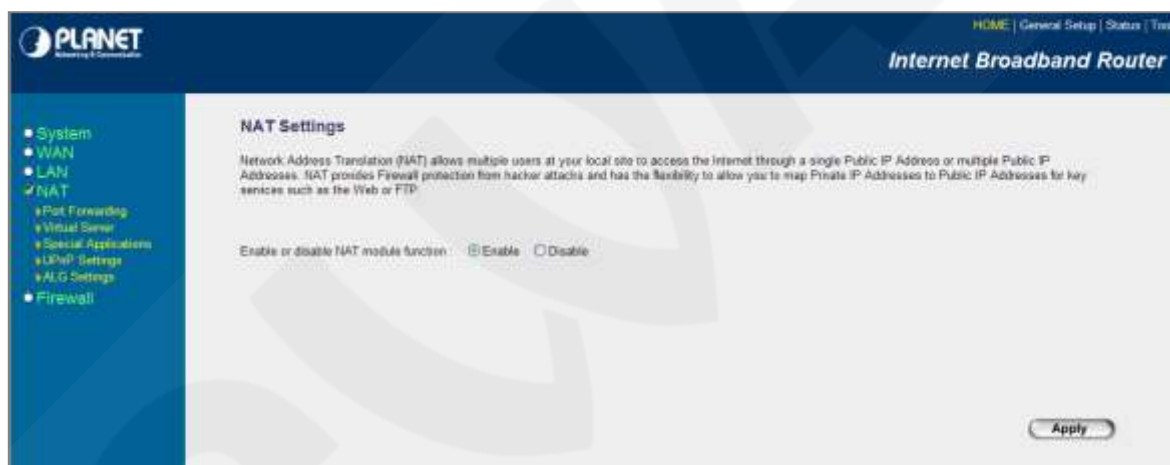 PLANET
Networking & Communication
HOME | General Setup | Status | Tool
Internet Broadband Router
System
WAN
LAN
NAT
Port Forwarding
Virtual Server
Special Applications
UPnP Settings
ALG Settings
Firewall
NAT Settings
Network Address Translation (NAT) allows multiple users at your local site to access the Internet through a single Public IP Address or multiple Public IP
Addresses. NAT provides Firewall protection from hacker attacks and has the flexibility to allow you to map Private IP Addresses to Public IP Addresses for key
services such as the Web or FTP.
Enable or disable NAT module function Enable Disable
Apply